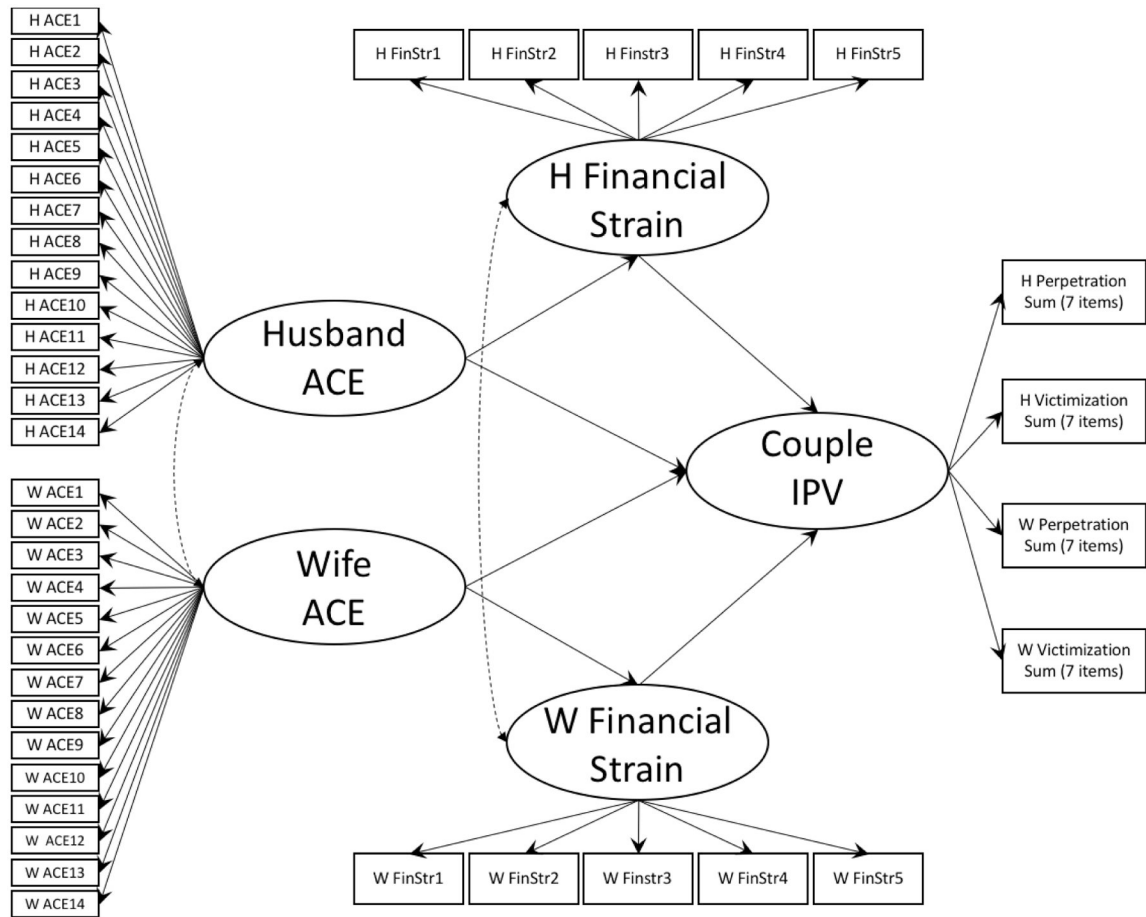 H ACE1
H ACE2
H ACE3
H ACE4
H ACE5
H ACE6
H ACE7
H ACE8
H ACE9
H ACE10
H ACE11
H ACE12
H ACE13
H ACE14
W ACE1
W ACE2
W ACE3
W ACE4
W ACE5
W ACE6
W ACE7
W ACE8
W ACE9
W ACE10
W ACE11
W ACE12
W ACE13
W ACE14
Husband
ACE
Wife
ACE
H FinStr1
H FinStr2
H Finstr3
H FinStr4
H FinStr5
H Financial
Strain
Couple
IPV
W Financial
Strain
W FinStr1
W FinStr2
W Finstr3
W FinStr4
W FinStr5
H Perpetration
Sum (7 items)
H Victimization
Sum (7 items)
W Perpetration
Sum (7 items)
W Victimization
Sum (7 items)